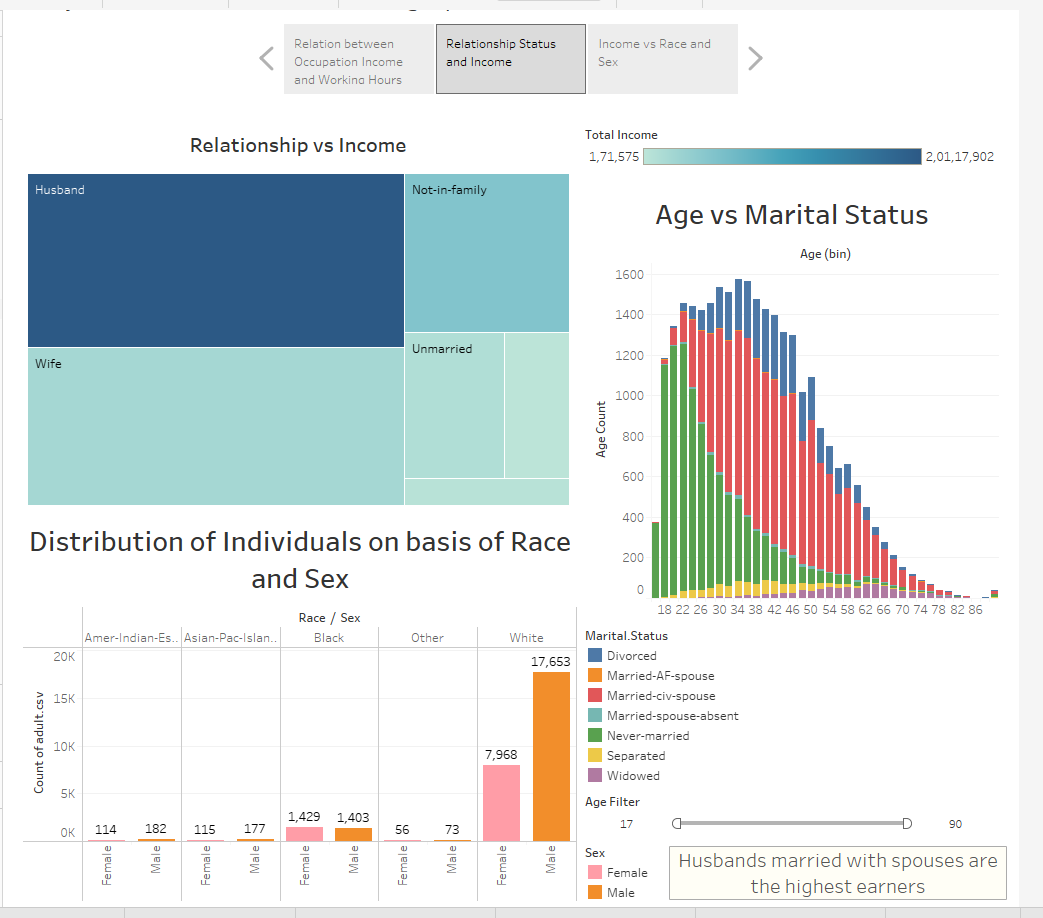 Relation between
Occupation Income
and Working Hours
Relationship Status
and Income
Income vs Race and
Sex
Relationship vs Income
Husband
Not-in-family
Wife
Unmarried
Total Income
1,71,575
2,01,17,902
Age vs Marital Status
Age (bin)
1600
1400
1200
1000
800
600
400
200
0
Age Count
18 22 26 30 34 38 42 46 50 54 58 62 66 70 74 78 82 86
Distribution of Individuals on basis of Race
and Sex
Race / Sex
Amer-Indian-Es.. Asian-Pac-Islan.. Black Other White
20K
15K
10K
5K
0K
Count of adult.csv
114 182 115 177 1,429 1,403 56 73 7,968 17,653
Female Male Female Male Female Male Female Male Female Male
Marital.Status
Divorced
Married-AF-spouse
Married-civ-spouse
Married-spouse-absent
Never-married
Separated
Widowed
Age Filter
17 90
Sex
Female
Male
Husbands married with spouses are
the highest earners